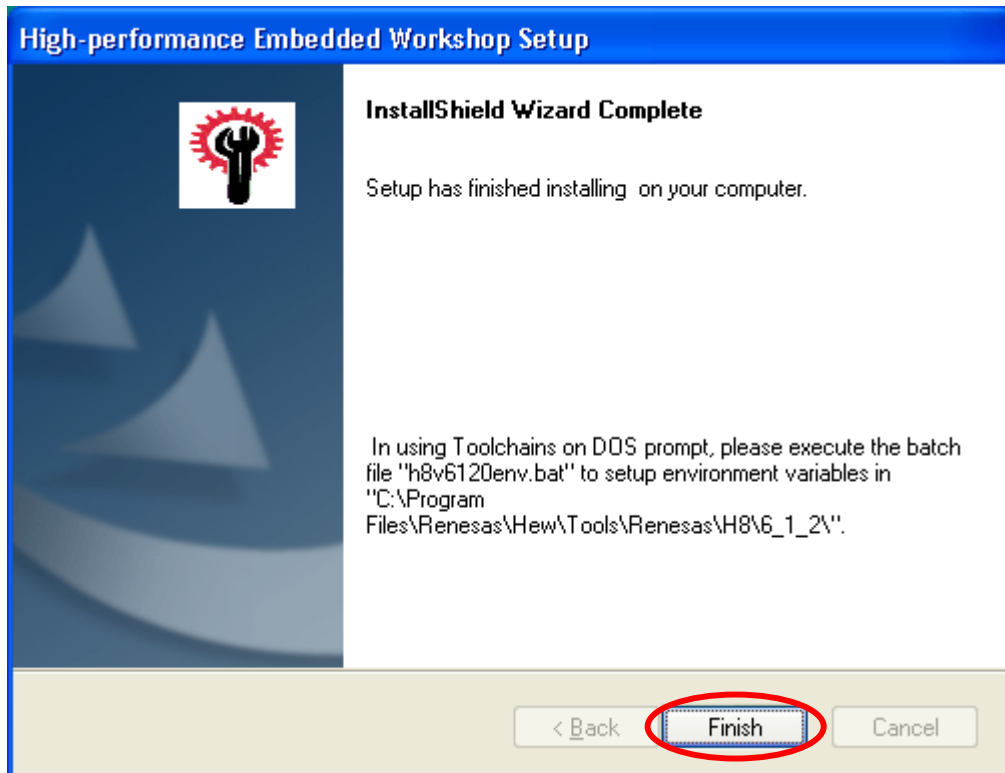 High-performance Embedded Workshop Setup
InstallShield Wizard Complete
Setup has finished installing  on your computer.
In using Toolchains on DOS prompt, please execute the batch
file "h8v6120env.bat" to setup environment variables in
"C:\Program
Files\Renesas\Hew\Tools\Renesas\H8\6_1_2\".
< Back
Finish
Cancel